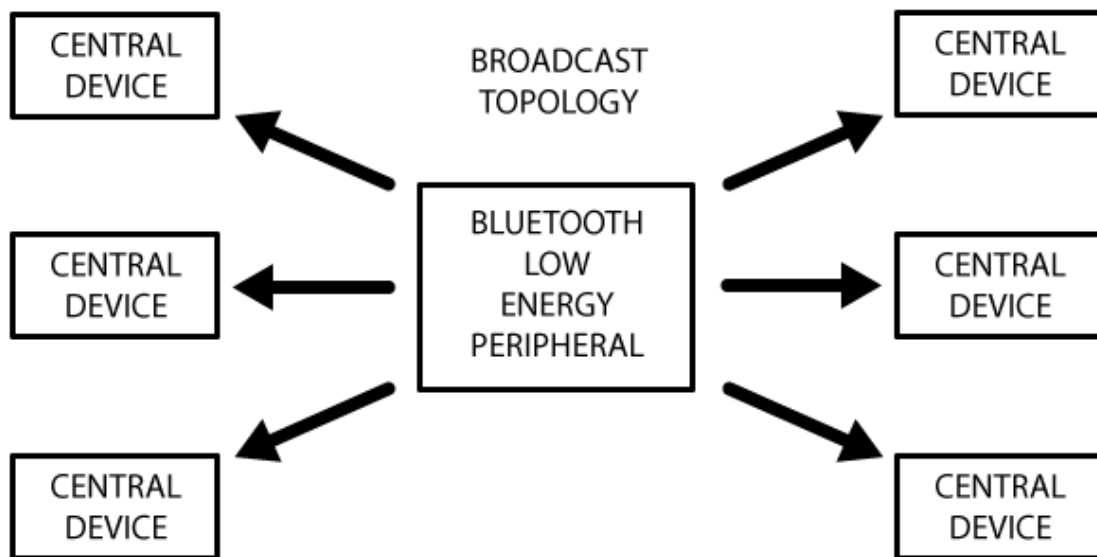 CENTRAL
DEVICE
BROADCAST
TOPOLOGY
CENTRAL
DEVICE
CENTRAL
DEVICE
BLUETOOTH
LOW
ENERGY
PERIPHERAL
CENTRAL
DEVICE
CENTRAL
DEVICE
CENTRAL
DEVICE